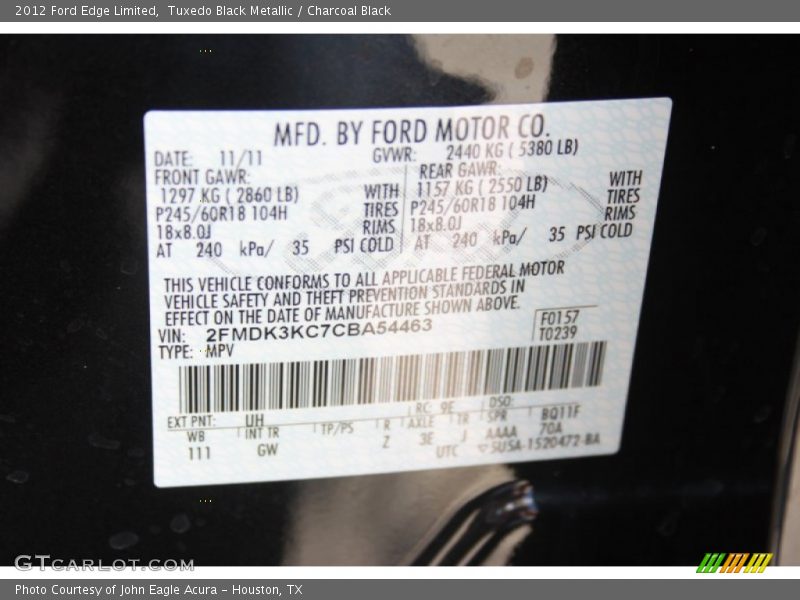 2012 Ford Edge Limited,  Tuxedo Black Metallic / Charcoal Black
MFD. BY FORD MOTOR CO.
DATE: 11/11 GVWR: 2440 KG ( 5380 LB)
FRONT GAWR: REAR GAWR:
1297 KG ( 2860 LB) WITH 1157 KG ( 2550 LB) WITH
P245/60R18 104H TIRES P245/60R18 104H TIRES
18x8.0J RIMS 18x8.0J RIMS
AT 240 kPa/ 35 PSI COLD AT 240 kPa/ 35 PSI COLD
THIS VEHICLE CONFORMS TO ALL APPLICABLE FEDERAL MOTOR
VEHICLE SAFETY AND THEFT PREVENTION STANDARDS IN
EFFECT ON THE DATE OF MANUFACTURE SHOWN ABOVE.
VIN: 2FMDK3KC7CBA54463 F0157
TYPE: MPV T0239
EXT PNT: UH RC: 9E DSO:
WB INT TR TP/PS R AXLE TR SPR BQ11F
111 GW Z 3E J AAAA 70A
UTC ▽5U5A-1520472-BA
GTCARLOT.COM
Photo Courtesy of John Eagle Acura - Houston, TX